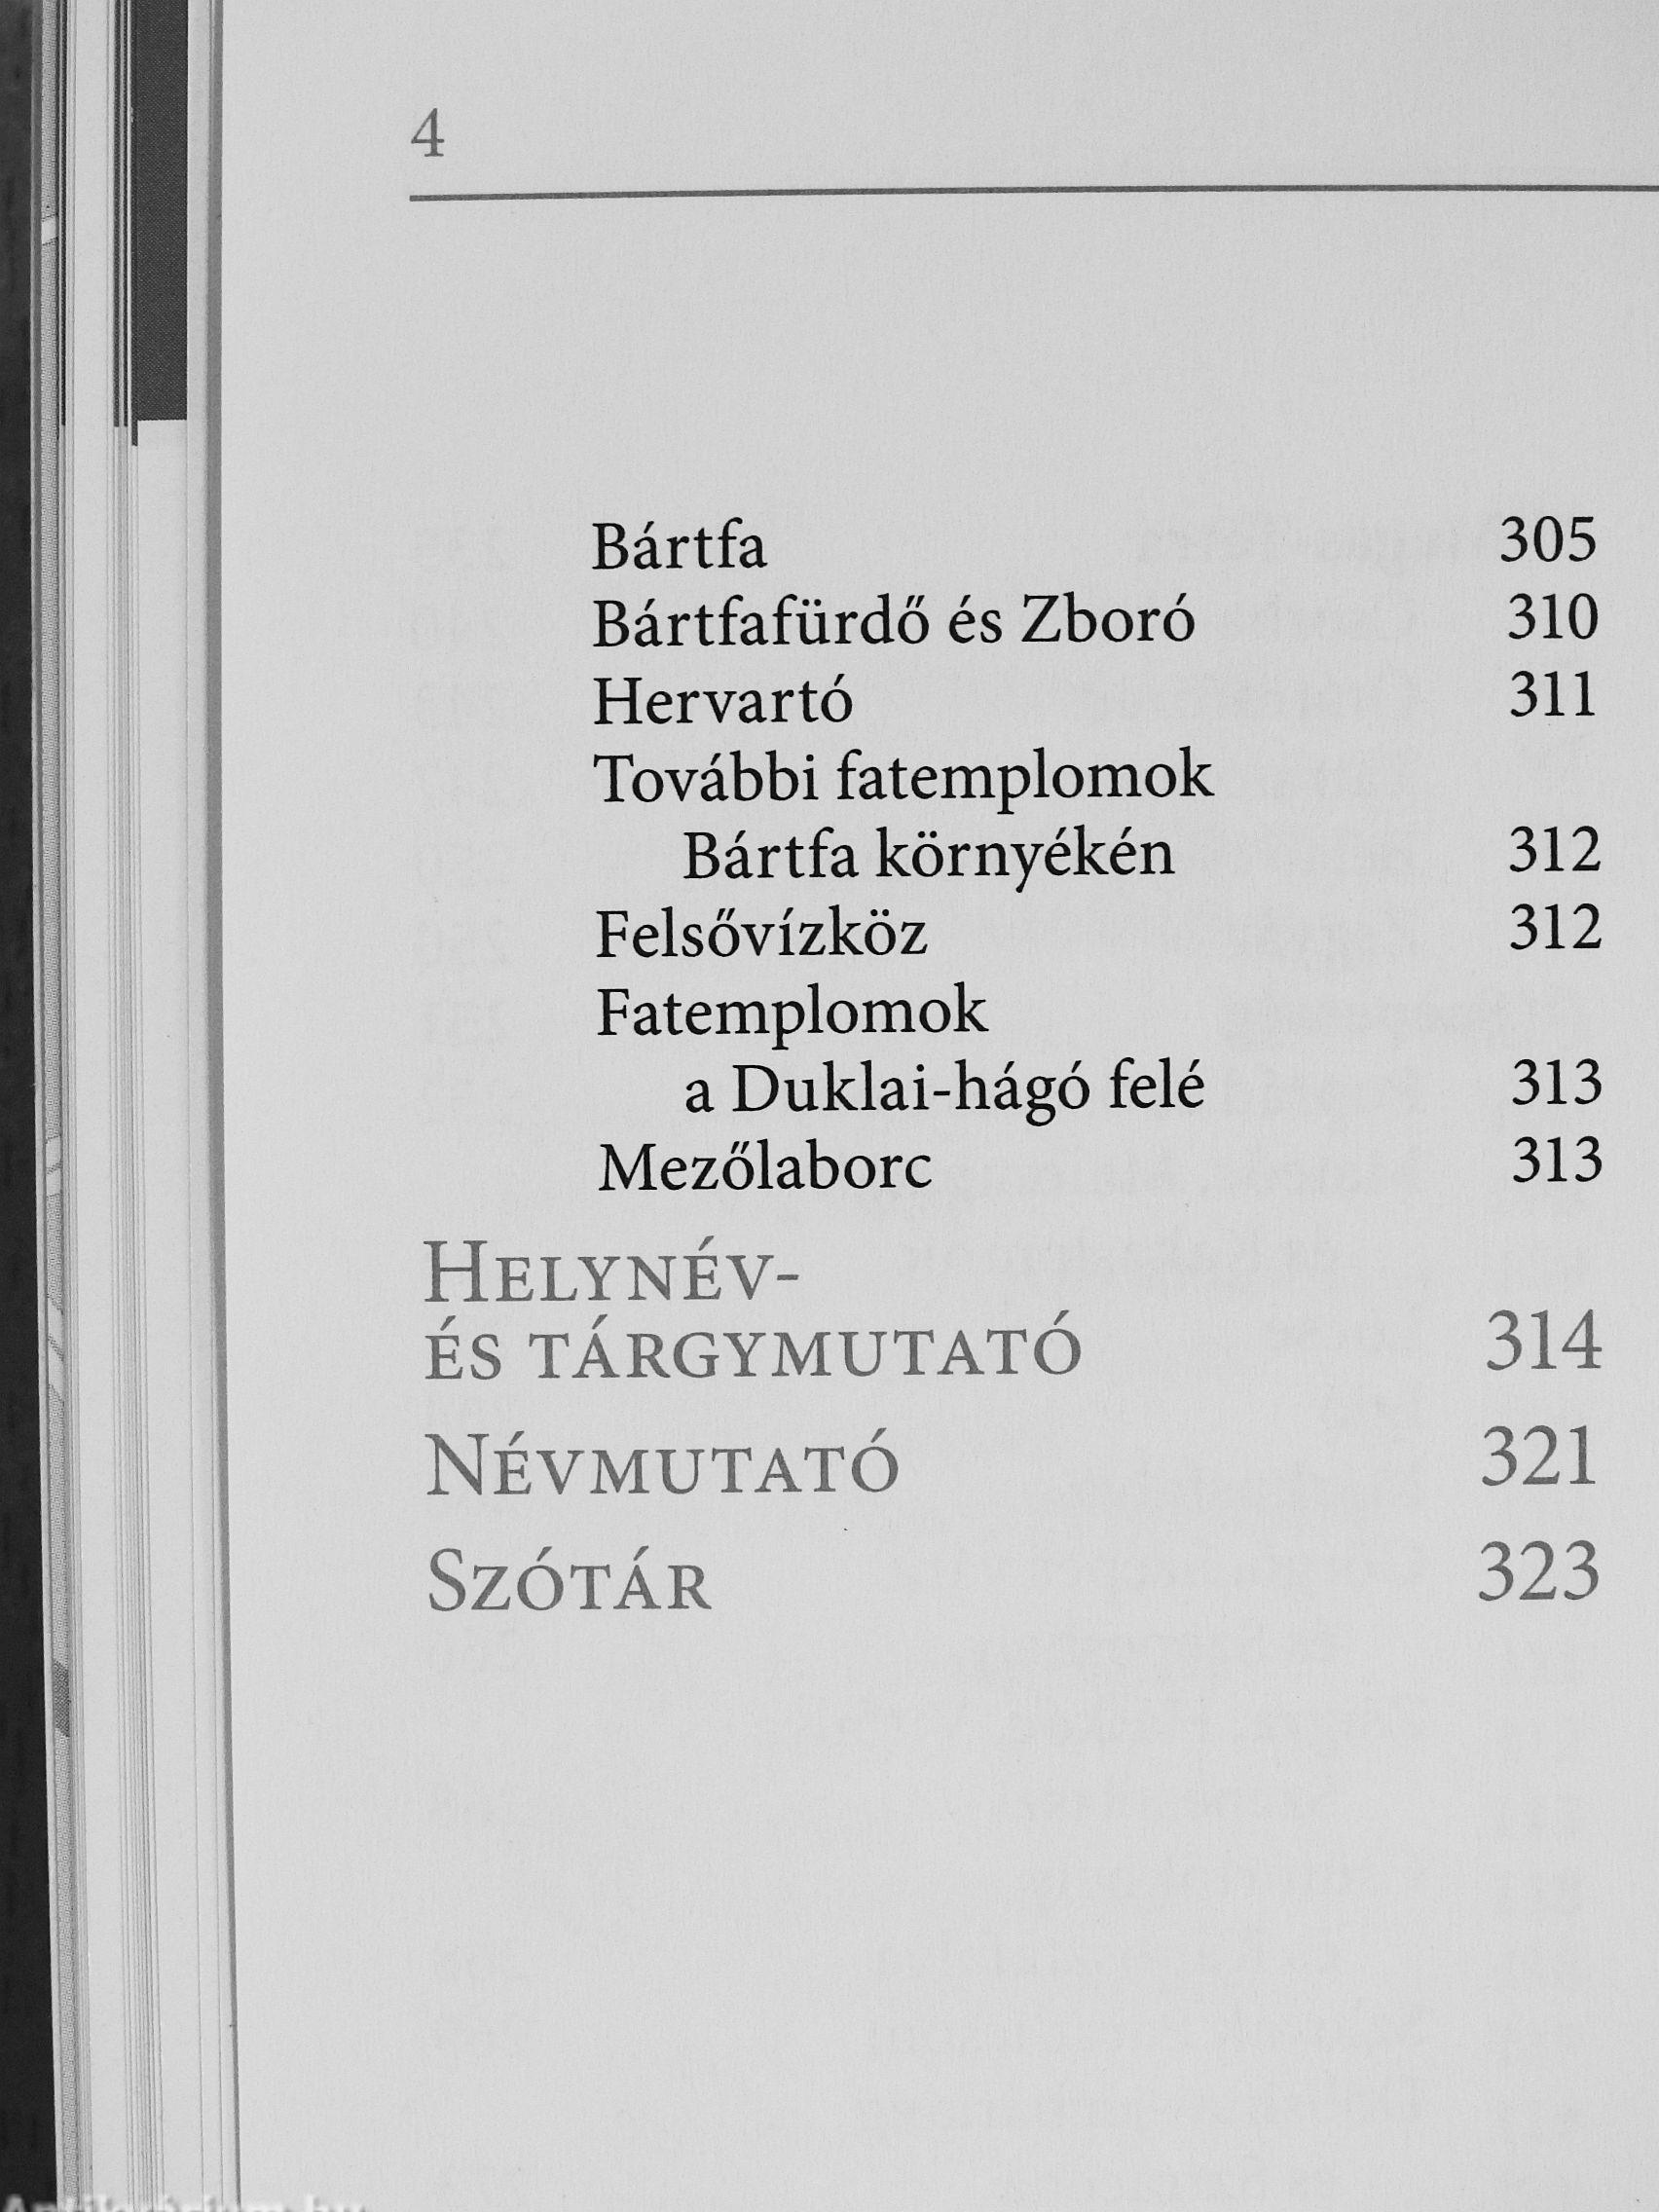 4
Bártfa 305
Bártfafürdő és Zboró 310
Hervartó 311
További fatemplomok
Bártfa környékén 312
Felsővízköz 312
Fatemplomok
a Duklai-hágó felé 313
Mezőlaborc 313
HELYNÉV-
ÉS TÁRGYMUTATÓ 314
NÉVMUTATÓ 321
SZÓTÁR 323